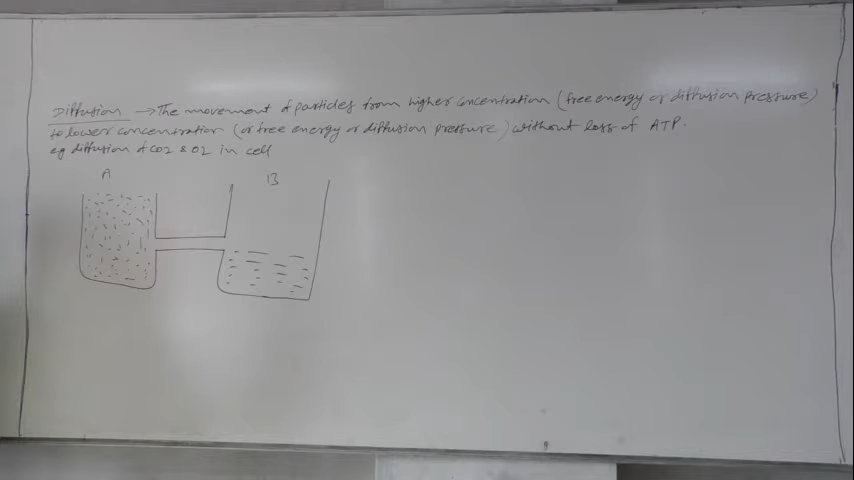 Diffusion → The movement of particles from higher concentration (free energy or diffusion pressure)
to lower concentration (or free energy or diffusion pressure) without loss of ATP.
eg diffusion of CO2 & O2 in cell
A B